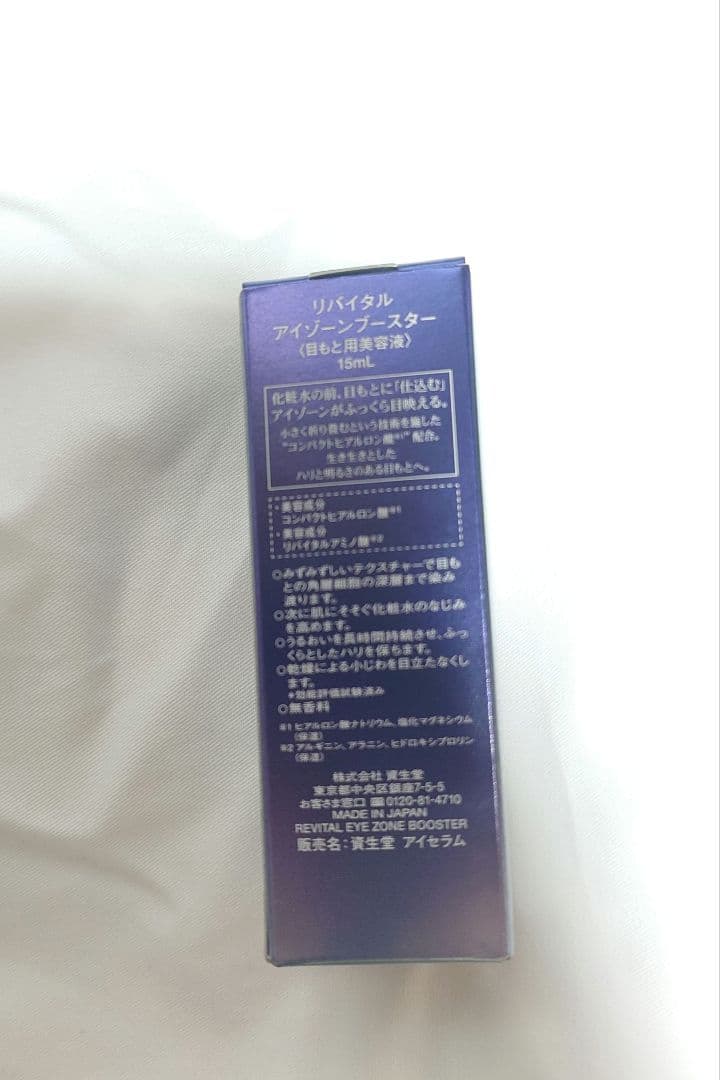 リバイタル
アイゾーンブースター
〈目もと用美容液〉
15mL
化粧水の前、目もとに「仕込む」
アイゾーンがふっくら目映える。
小さく折り畳むという技術を施した
“コンパクトヒアルロン酸※1”配合。
生き生きとした
ハリと明るさのある目もとへ。
・美容成分
コンパクトヒアルロン酸※1
・美容成分
リバイタルアミノ酸※2
○みずみずしいテクスチャーで目も
との角層細胞の深層まで染み
渡ります。
○次に肌にそそぐ化粧水のなじみ
を高めます。
○うるおいを長時間持続させ、ふっ
くらとしたハリを保ちます。
○乾燥による小じわを目立たなくし
ます。
*効能評価試験済み
○無香料
※1 ヒアルロン酸ナトリウム、塩化マグネシウム
(保湿)
※2 アルギニン、アラニン、ヒドロキシプロリン
(保湿)
株式会社 資生堂
東京都中央区銀座7-5-5
お客さま窓口 0120-81-4710
MADE IN JAPAN
REVITAL EYE ZONE BOOSTER
販売名：資生堂 アイセラム